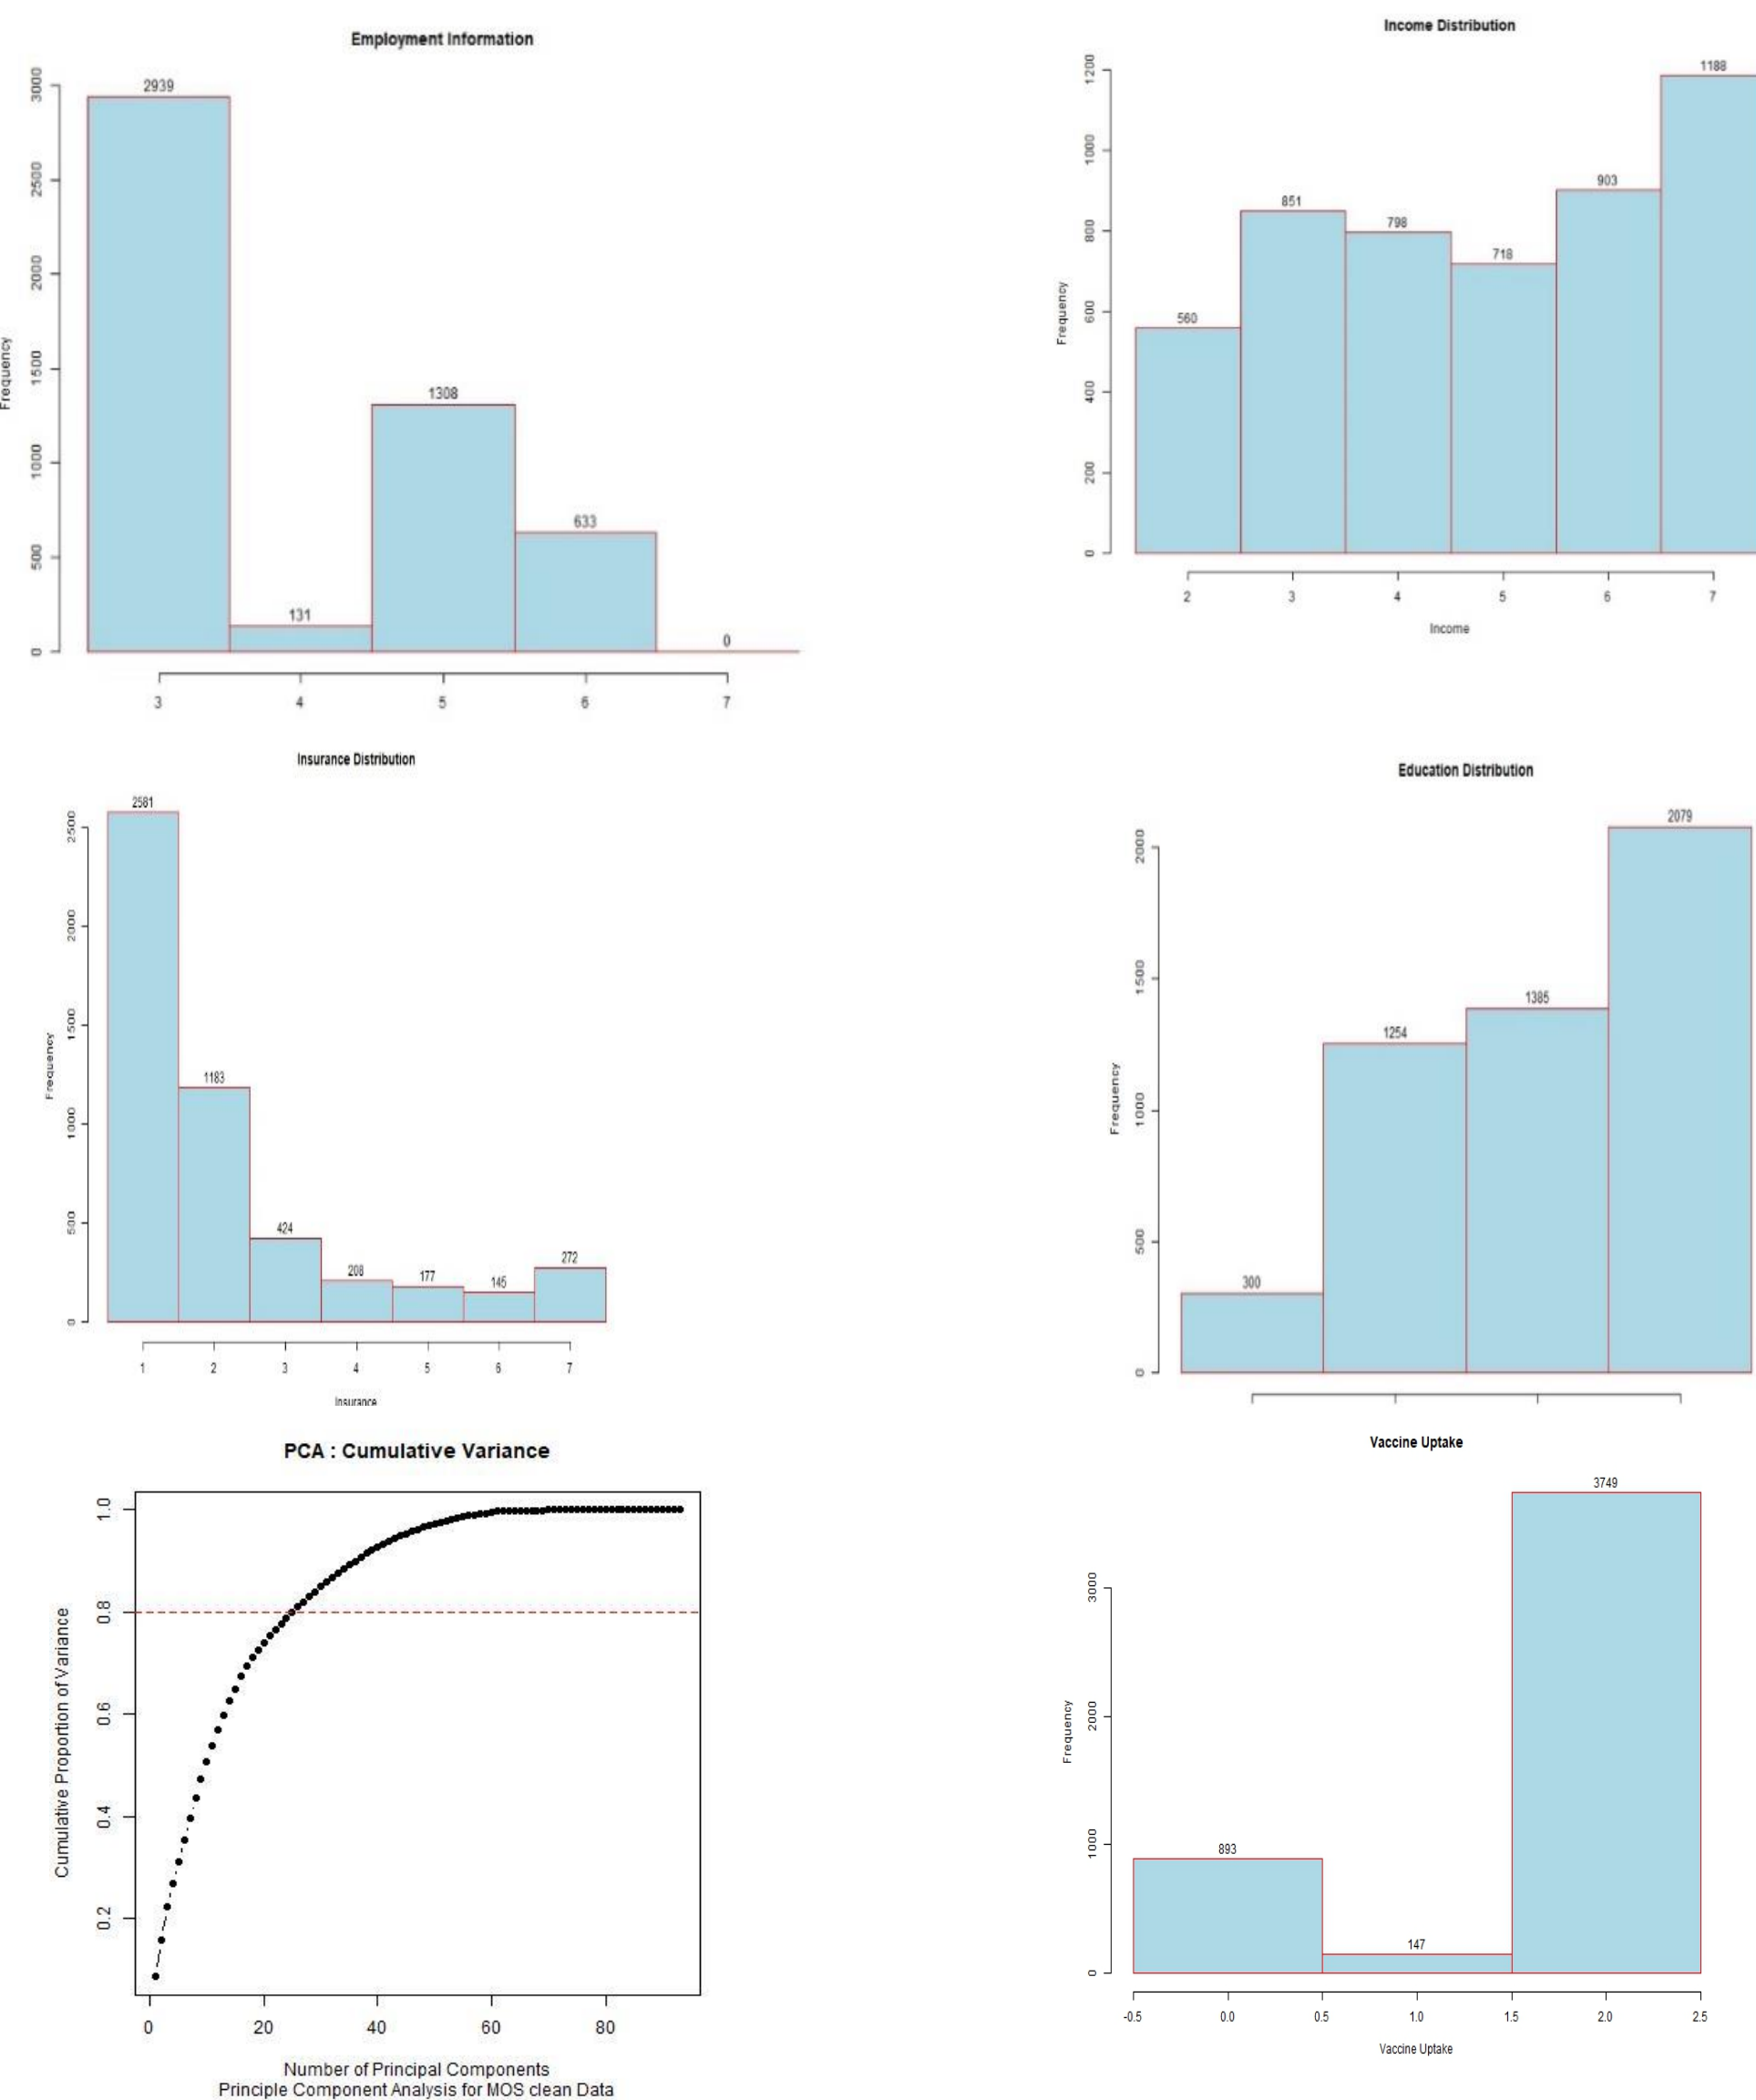 Employment Information
Frequency
3000
2500
2000
1500
1000
500
0
2939
131
1308
633
0
3 4 5 6 7
Income Distribution
Frequency
1200
1000
800
600
400
200
0
560
851
798
718
903
1188
2 3 4 5 6 7
Income
Insurance Distribution
Frequency
2500
2000
1500
1000
500
0
2581
1183
424
208
177
145
272
1 2 3 4 5 6 7
Insurance
Education Distribution
Frequency
2000
1500
1000
500
0
300
1254
1385
2079
PCA : Cumulative Variance
Cumulative Proportion of Variance
1.0
0.8
0.6
0.4
0.2
0 20 40 60 80
Number of Principal Components
Principle Component Analysis for MOS clean Data
Vaccine Uptake
Frequency
3000
2000
1000
0
893
147
3749
-0.5 0.0 0.5 1.0 1.5 2.0 2.5
Vaccine Uptake